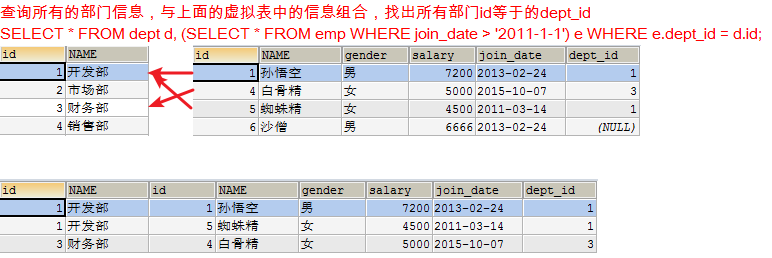 查询所有的部门信息，与上面的虚拟表中的信息组合，找出所有部门id等于的dept_id
SELECT * FROM dept d, (SELECT * FROM emp WHERE join_date > '2011-1-1') e WHERE e.dept_id = d.id;
id NAME id NAME gender salary join_date dept_id
1 开发部 1 孙悟空 男 7200 2013-02-24 1
2 市场部 4 白骨精 女 5000 2015-10-07 3
3 财务部 5 蜘蛛精 女 4500 2011-03-14 1
4 销售部 6 沙僧 男 6666 2013-02-24 (NULL)
id NAME id NAME gender salary join_date dept_id
1 开发部 1 孙悟空 男 7200 2013-02-24 1
1 开发部 5 蜘蛛精 女 4500 2011-03-14 1
3 财务部 4 白骨精 女 5000 2015-10-07 3